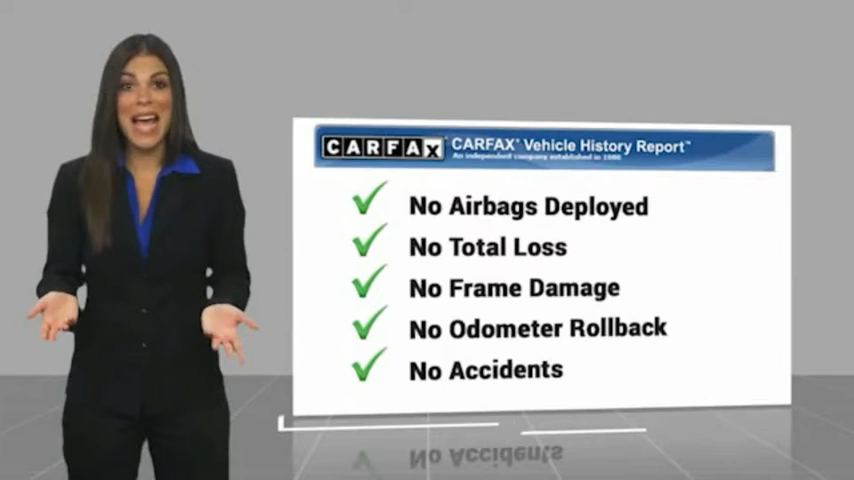 CARFAX CARFAX™ Vehicle History Report™
An independent company established in 1986
No Airbags Deployed
No Total Loss
No Frame Damage
No Odometer Rollback
No Accidents
No Accidents